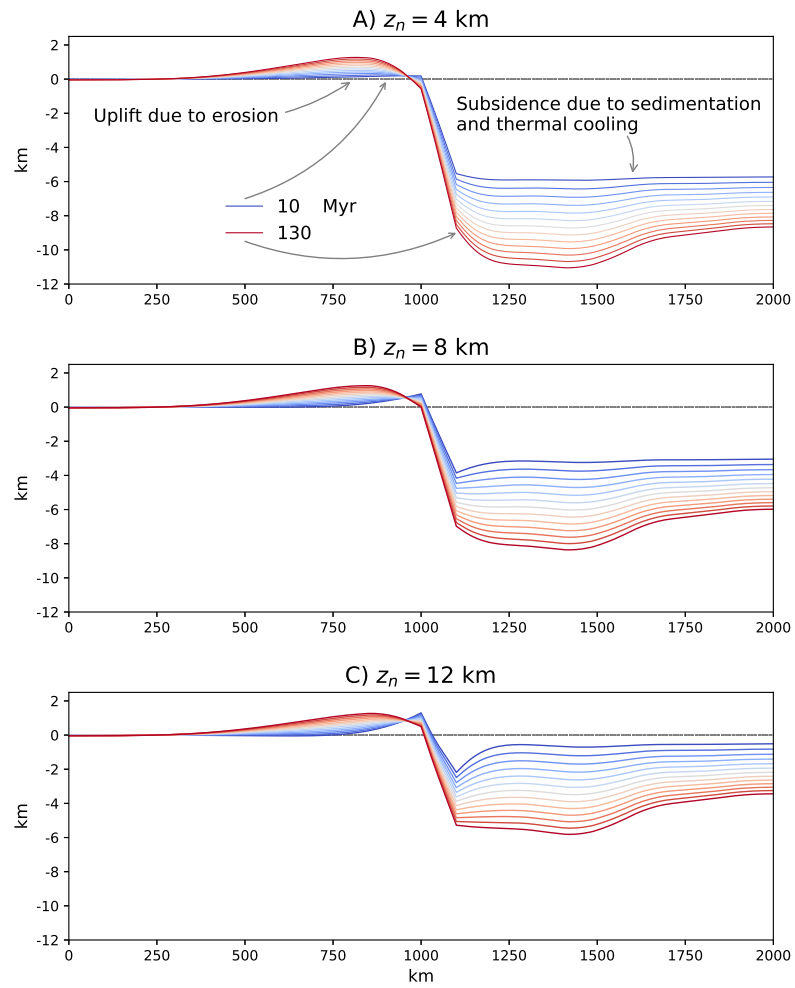 A) zₙ = 4 km
2
0
-2
-4
-6
-8
-10
-12
km
Uplift due to erosion
Subsidence due to sedimentation
and thermal cooling
10 Myr
130
0 250 500 750 1000 1250 1500 1750 2000
B) zₙ = 8 km
2
0
-2
-4
-6
-8
-10
-12
km
0 250 500 750 1000 1250 1500 1750 2000
C) zₙ = 12 km
2
0
-2
-4
-6
-8
-10
-12
km
0 250 500 750 1000 1250 1500 1750 2000
km